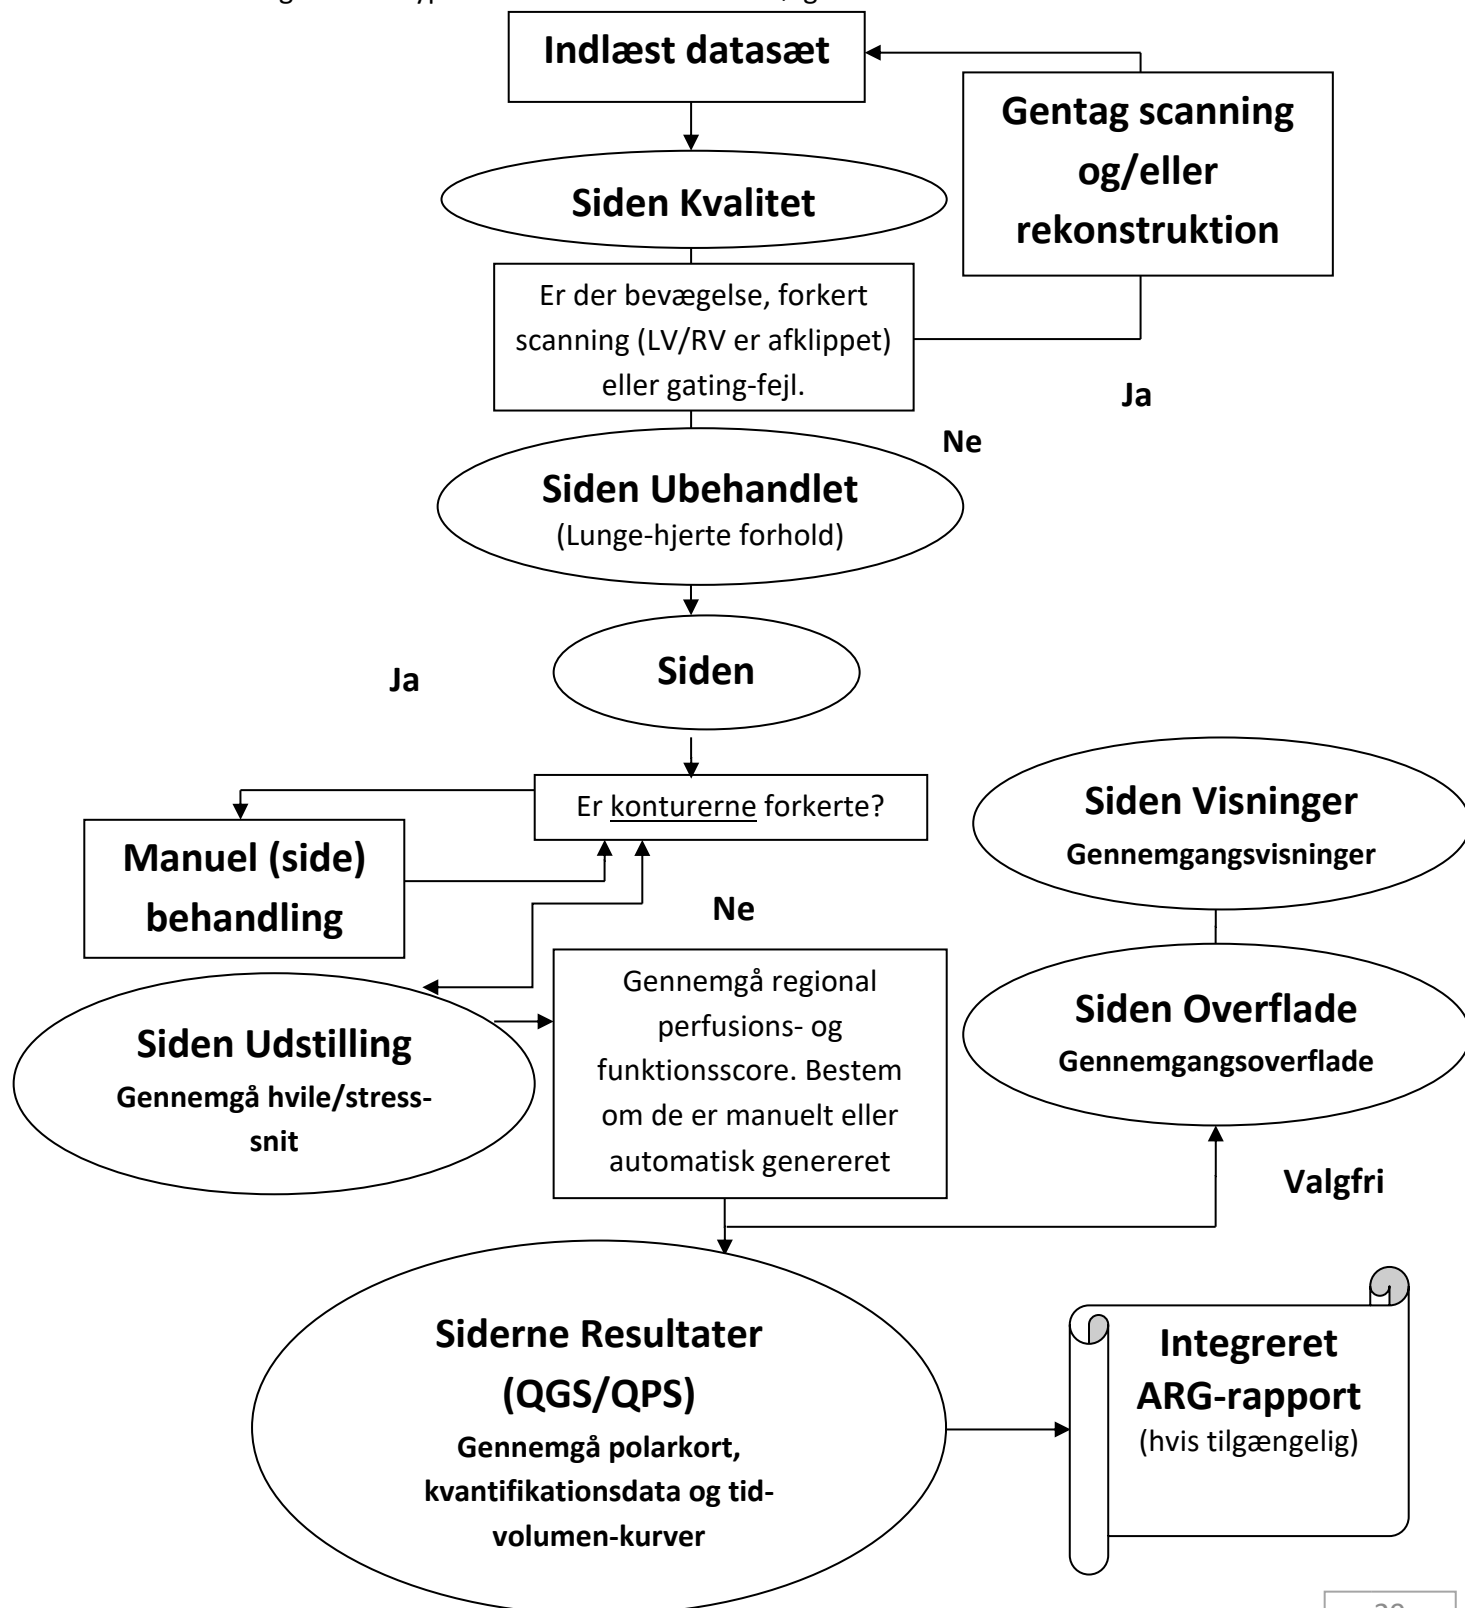 Indlæst datasæt
Gentag scanning
og/eller
rekonstruktion
Siden Kvalitet
Er der bevægelse, forkert
scanning (LV/RV er afklippet)
eller gating-fejl.
Ja
Ne
Siden Ubehandlet
(Lunge-hjerte forhold)
Siden
Ja
Er konturerne forkerte?
Manuel (side)
behandling
Ne
Siden Visninger
Gennemgangsvisninger
Siden Overflade
Gennemgangsoverflade
Siden Udstilling
Gennemgå hvile/stress-
snit
Gennemgå regional
perfusions- og
funktionsscore. Bestem
om de er manuelt eller
automatisk genereret
Valgfri
Siderne Resultater
(QGS/QPS)
Gennemgå polarkort,
kvantifikationsdata og tid-
volumen-kurver
Integreret
ARG-rapport
(hvis tilgængelig)